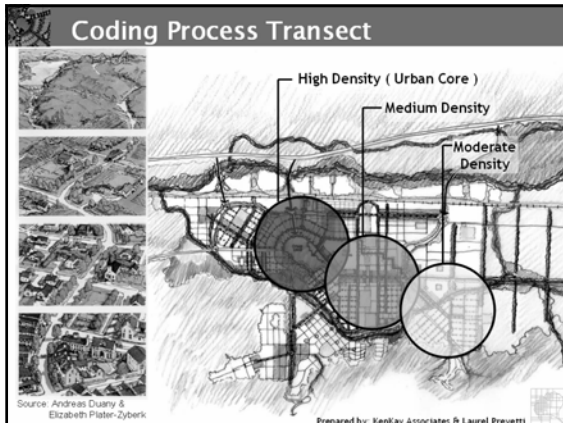 Coding Process Transect
High Density ( Urban Core )
Medium Density
Moderate
Density
Source: Andreas Duany &
Elizabeth Plater-Zyberk
Prepared by: KenKay Associates & Laurel Prevetti